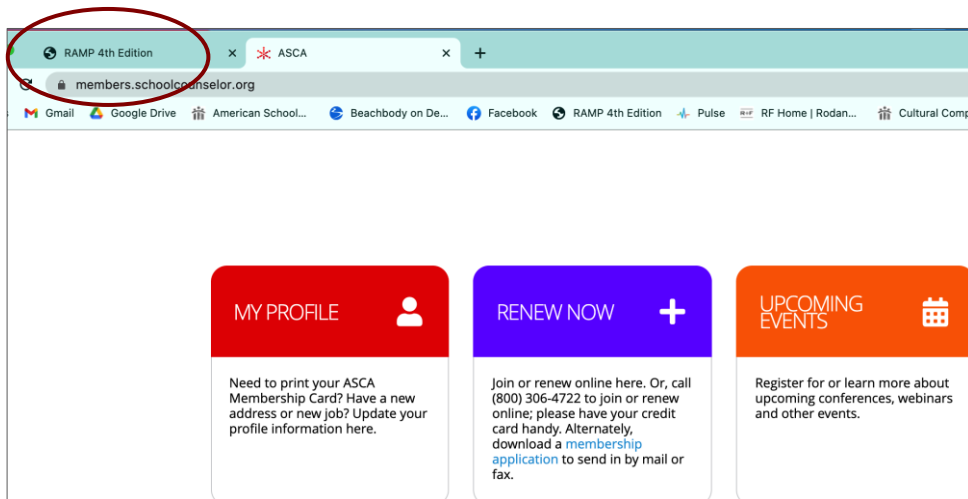 RAMP 4th Edition
ASCA
members.schoolcounselor.org
Gmail Google Drive American School... Beachbody on De... Facebook RAMP 4th Edition Pulse RF Home | Rodan... Cultural Comp
MY PROFILE
Need to print your ASCA
Membership Card? Have a new
address or new job? Update your
profile information here.
RENEW NOW
Join or renew online here. Or, call
(800) 306-4722 to join or renew
online; please have your credit
card handy. Alternately,
download a membership
application to send in by mail or
fax.
UPCOMING
EVENTS
Register for or learn more about
upcoming conferences, webinars
and other events.